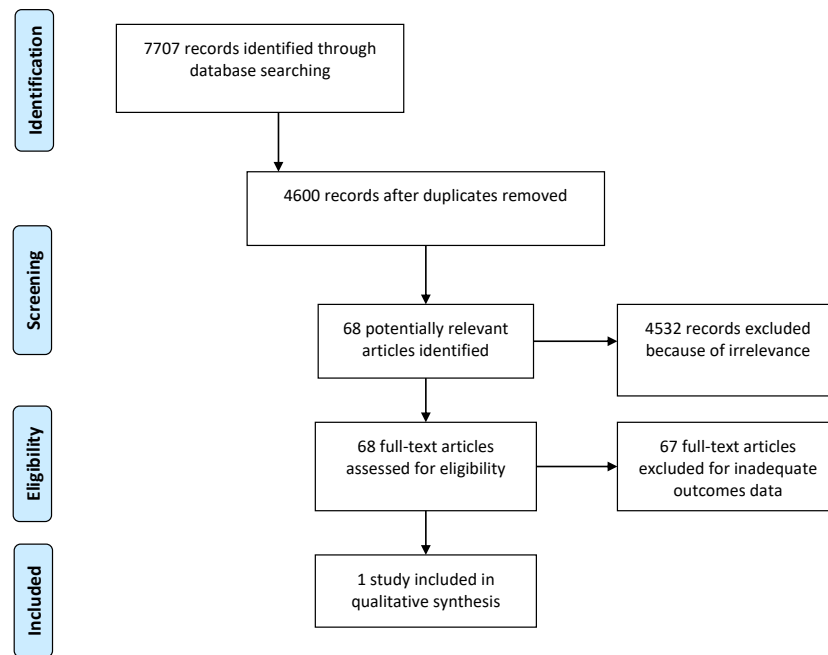 Identification
7707 records identified through
database searching
4600 records after duplicates removed
Screening
68 potentially relevant
articles identified
4532 records excluded
because of irrelevance
Eligibility
68 full-text articles
assessed for eligibility
67 full-text articles
excluded for inadequate
outcomes data
Included
1 study included in
qualitative synthesis